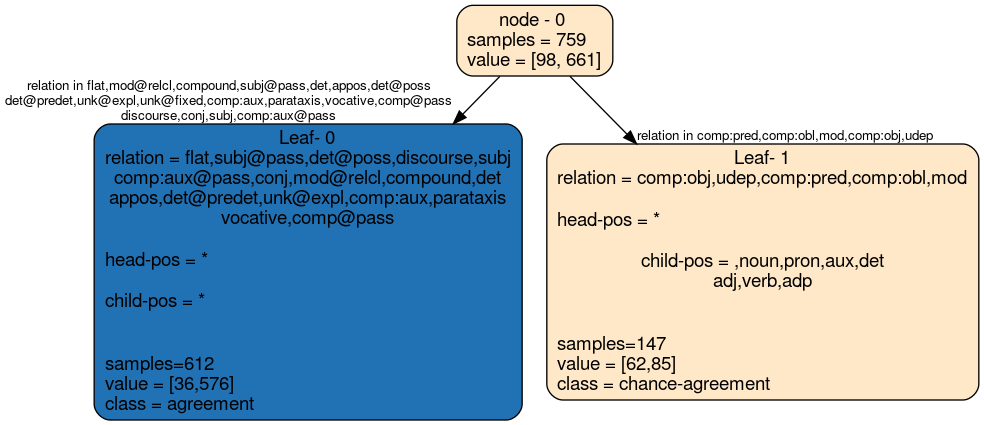 node - 0
samples = 759
value = [98, 661]
relation in flat,mod@relcl,compound,subj@pass,det,appos,det@poss
det@predet,unk@expl,unk@fixed,comp:aux,parataxis,vocative,comp@pass
discourse,conj,subj,comp:aux@pass
relation in comp:pred,comp:obl,mod,comp:obj,udep
Leaf- 0
relation = flat,subj@pass,det@poss,discourse,subj
comp:aux@pass,conj,mod@relcl,compound,det
appos,det@predet,unk@expl,comp:aux,parataxis
vocative,comp@pass
head-pos = *
child-pos = *
samples=612
value = [36,576]
class = agreement
Leaf- 1
relation = comp:obj,udep,comp:pred,comp:obl,mod
head-pos = *
child-pos = ,noun,pron,aux,det
adj,verb,adp
samples=147
value = [62,85]
class = chance-agreement